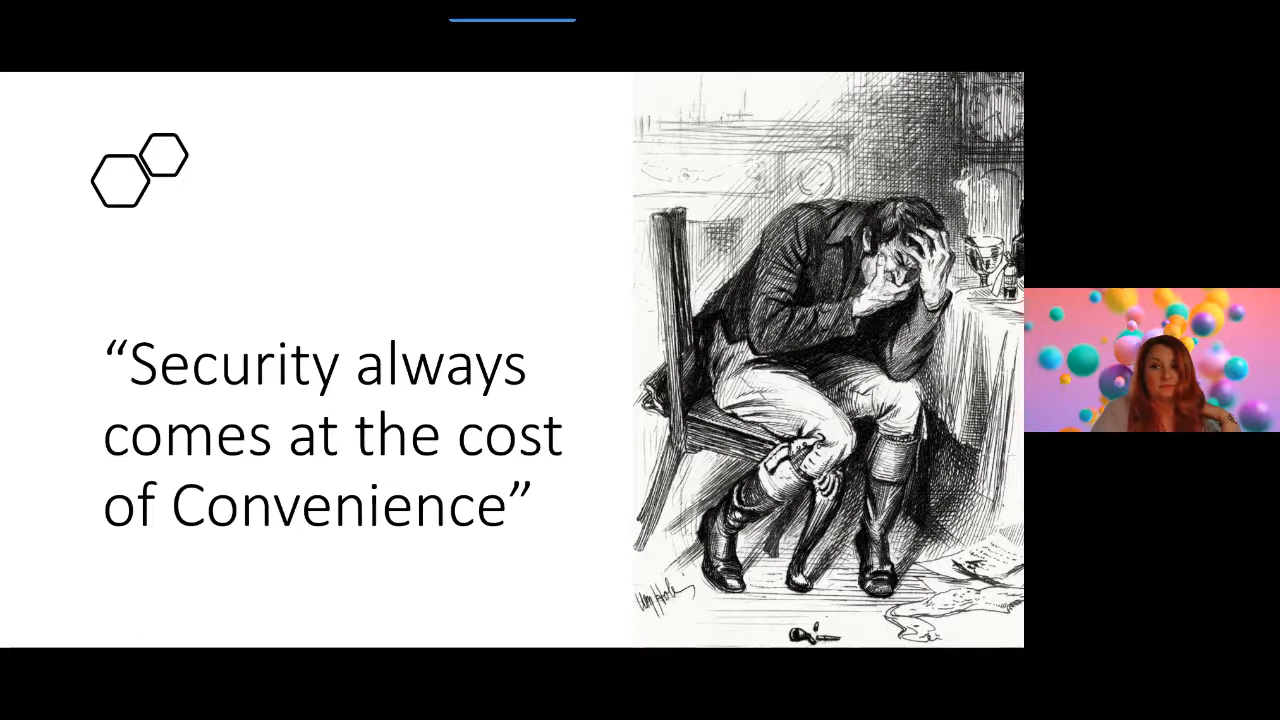 “Security always
comes at the cost
of Convenience”